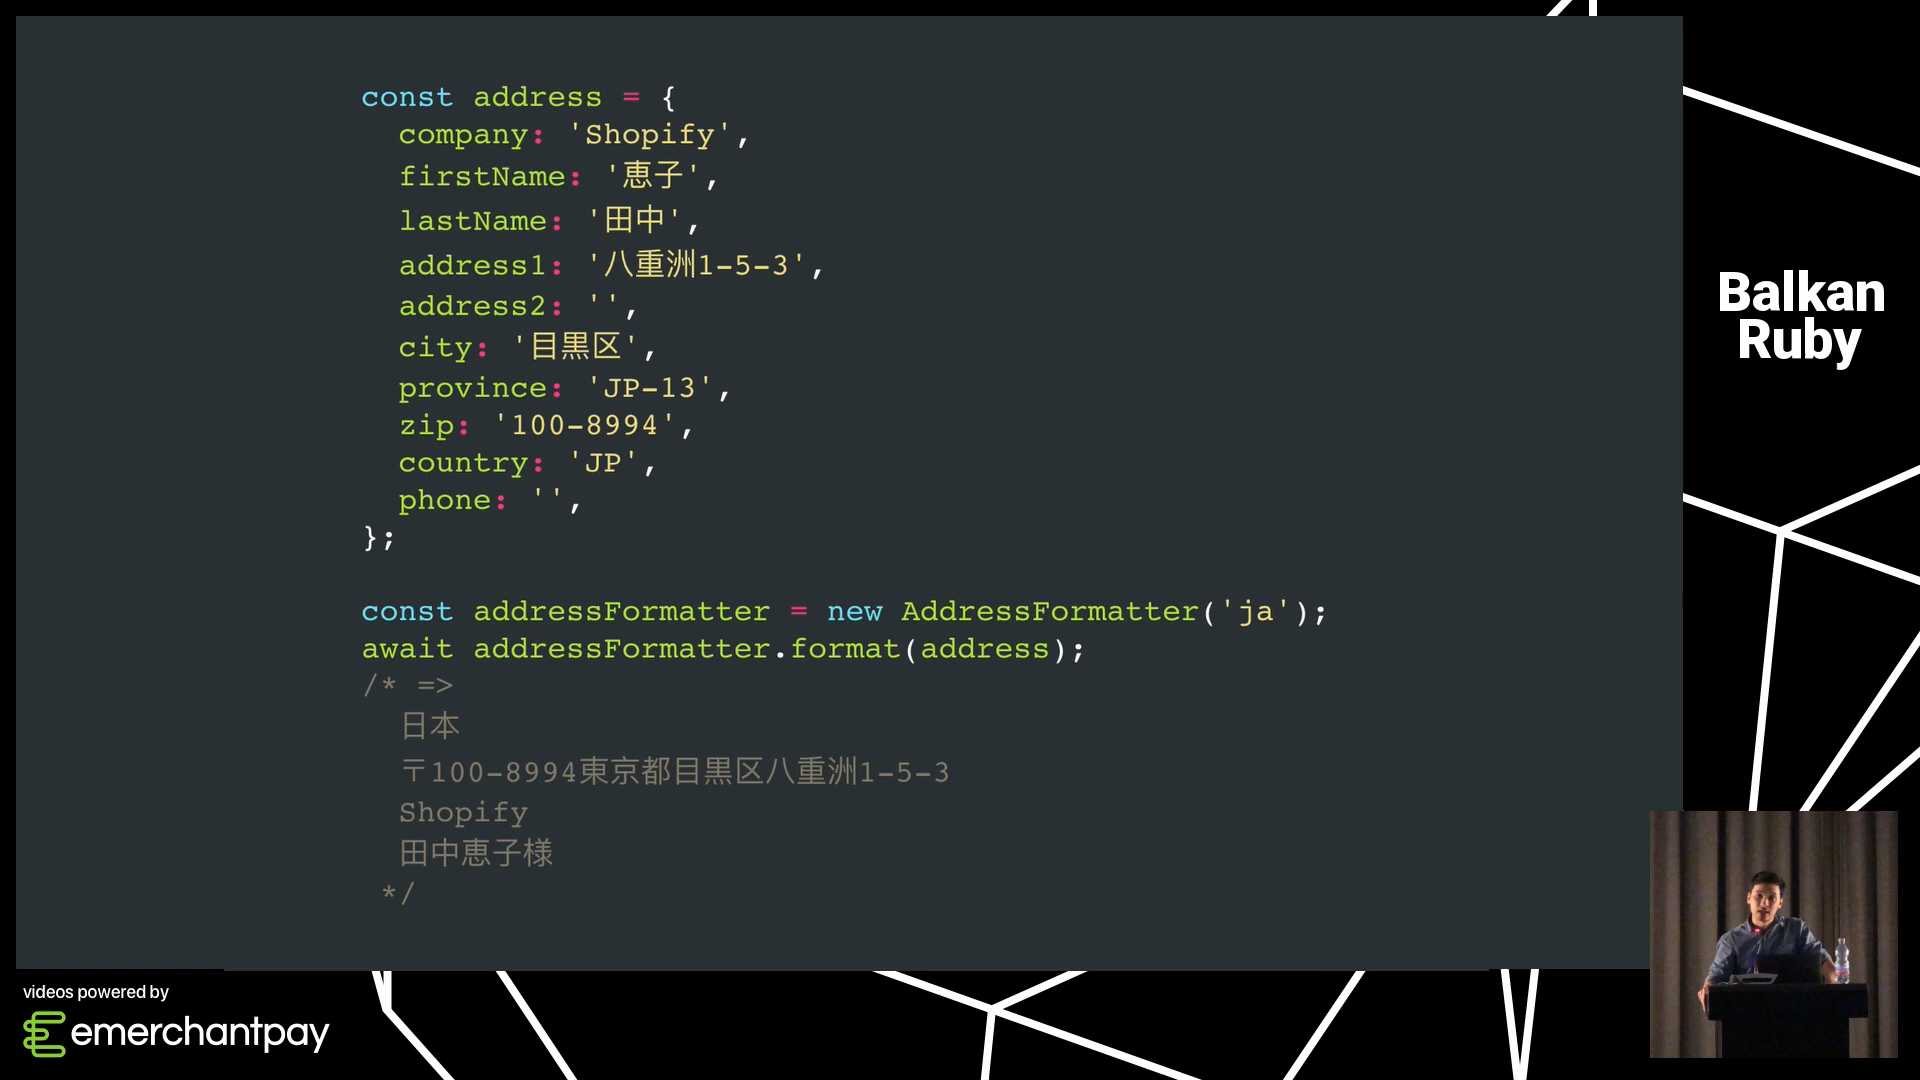 const address = {
  company: 'Shopify',
  firstName: '恵子',
  lastName: '田中',
  address1: '八重洲1-5-3',
  address2: '',
  city: '目黒区',
  province: 'JP-13',
  zip: '100-8994',
  country: 'JP',
  phone: '',
};
const addressFormatter = new AddressFormatter('ja');
await addressFormatter.format(address);
/* =>
  日本
  〒100-8994東京都目黒区八重洲1-5-3
  Shopify
  田中恵子様
 */
Balkan
Ruby
videos powered by
emerchantpay